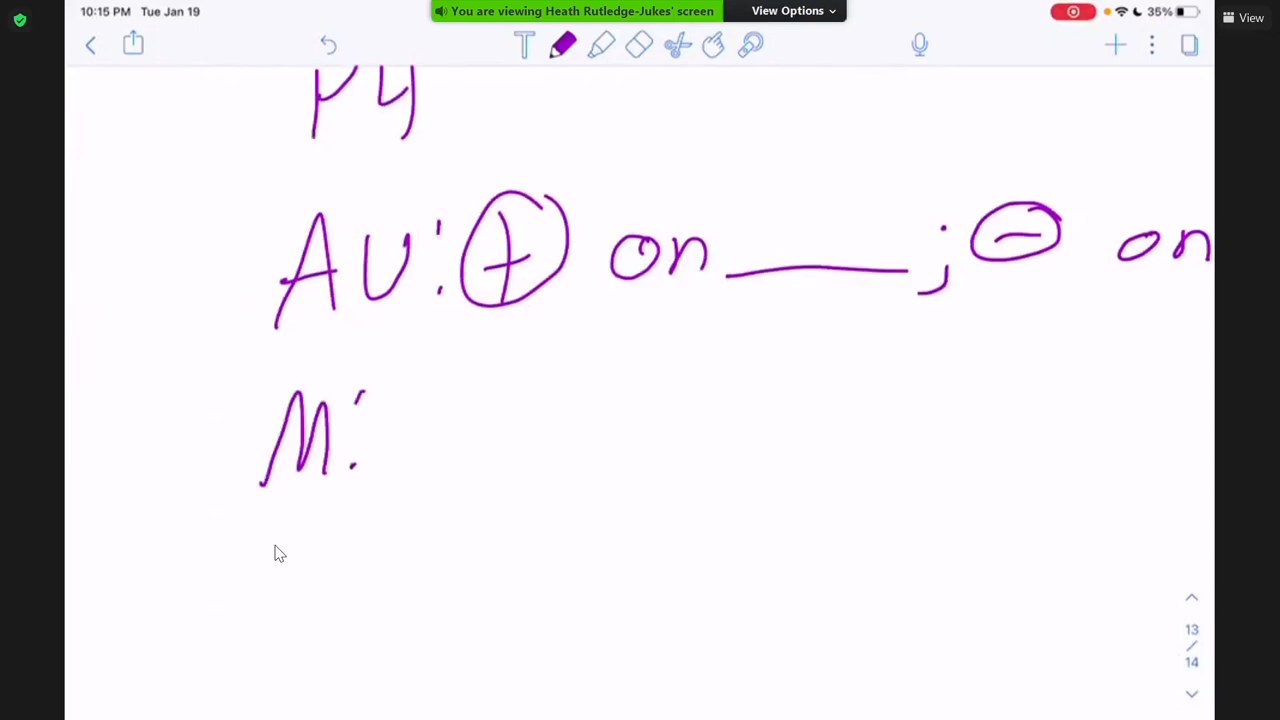 10:15 PM Tue Jan 19
You are viewing Heath Rutledge-Jukes' screen
View Options
35%
View
AU: + on ____; - on
M:
13
/
14